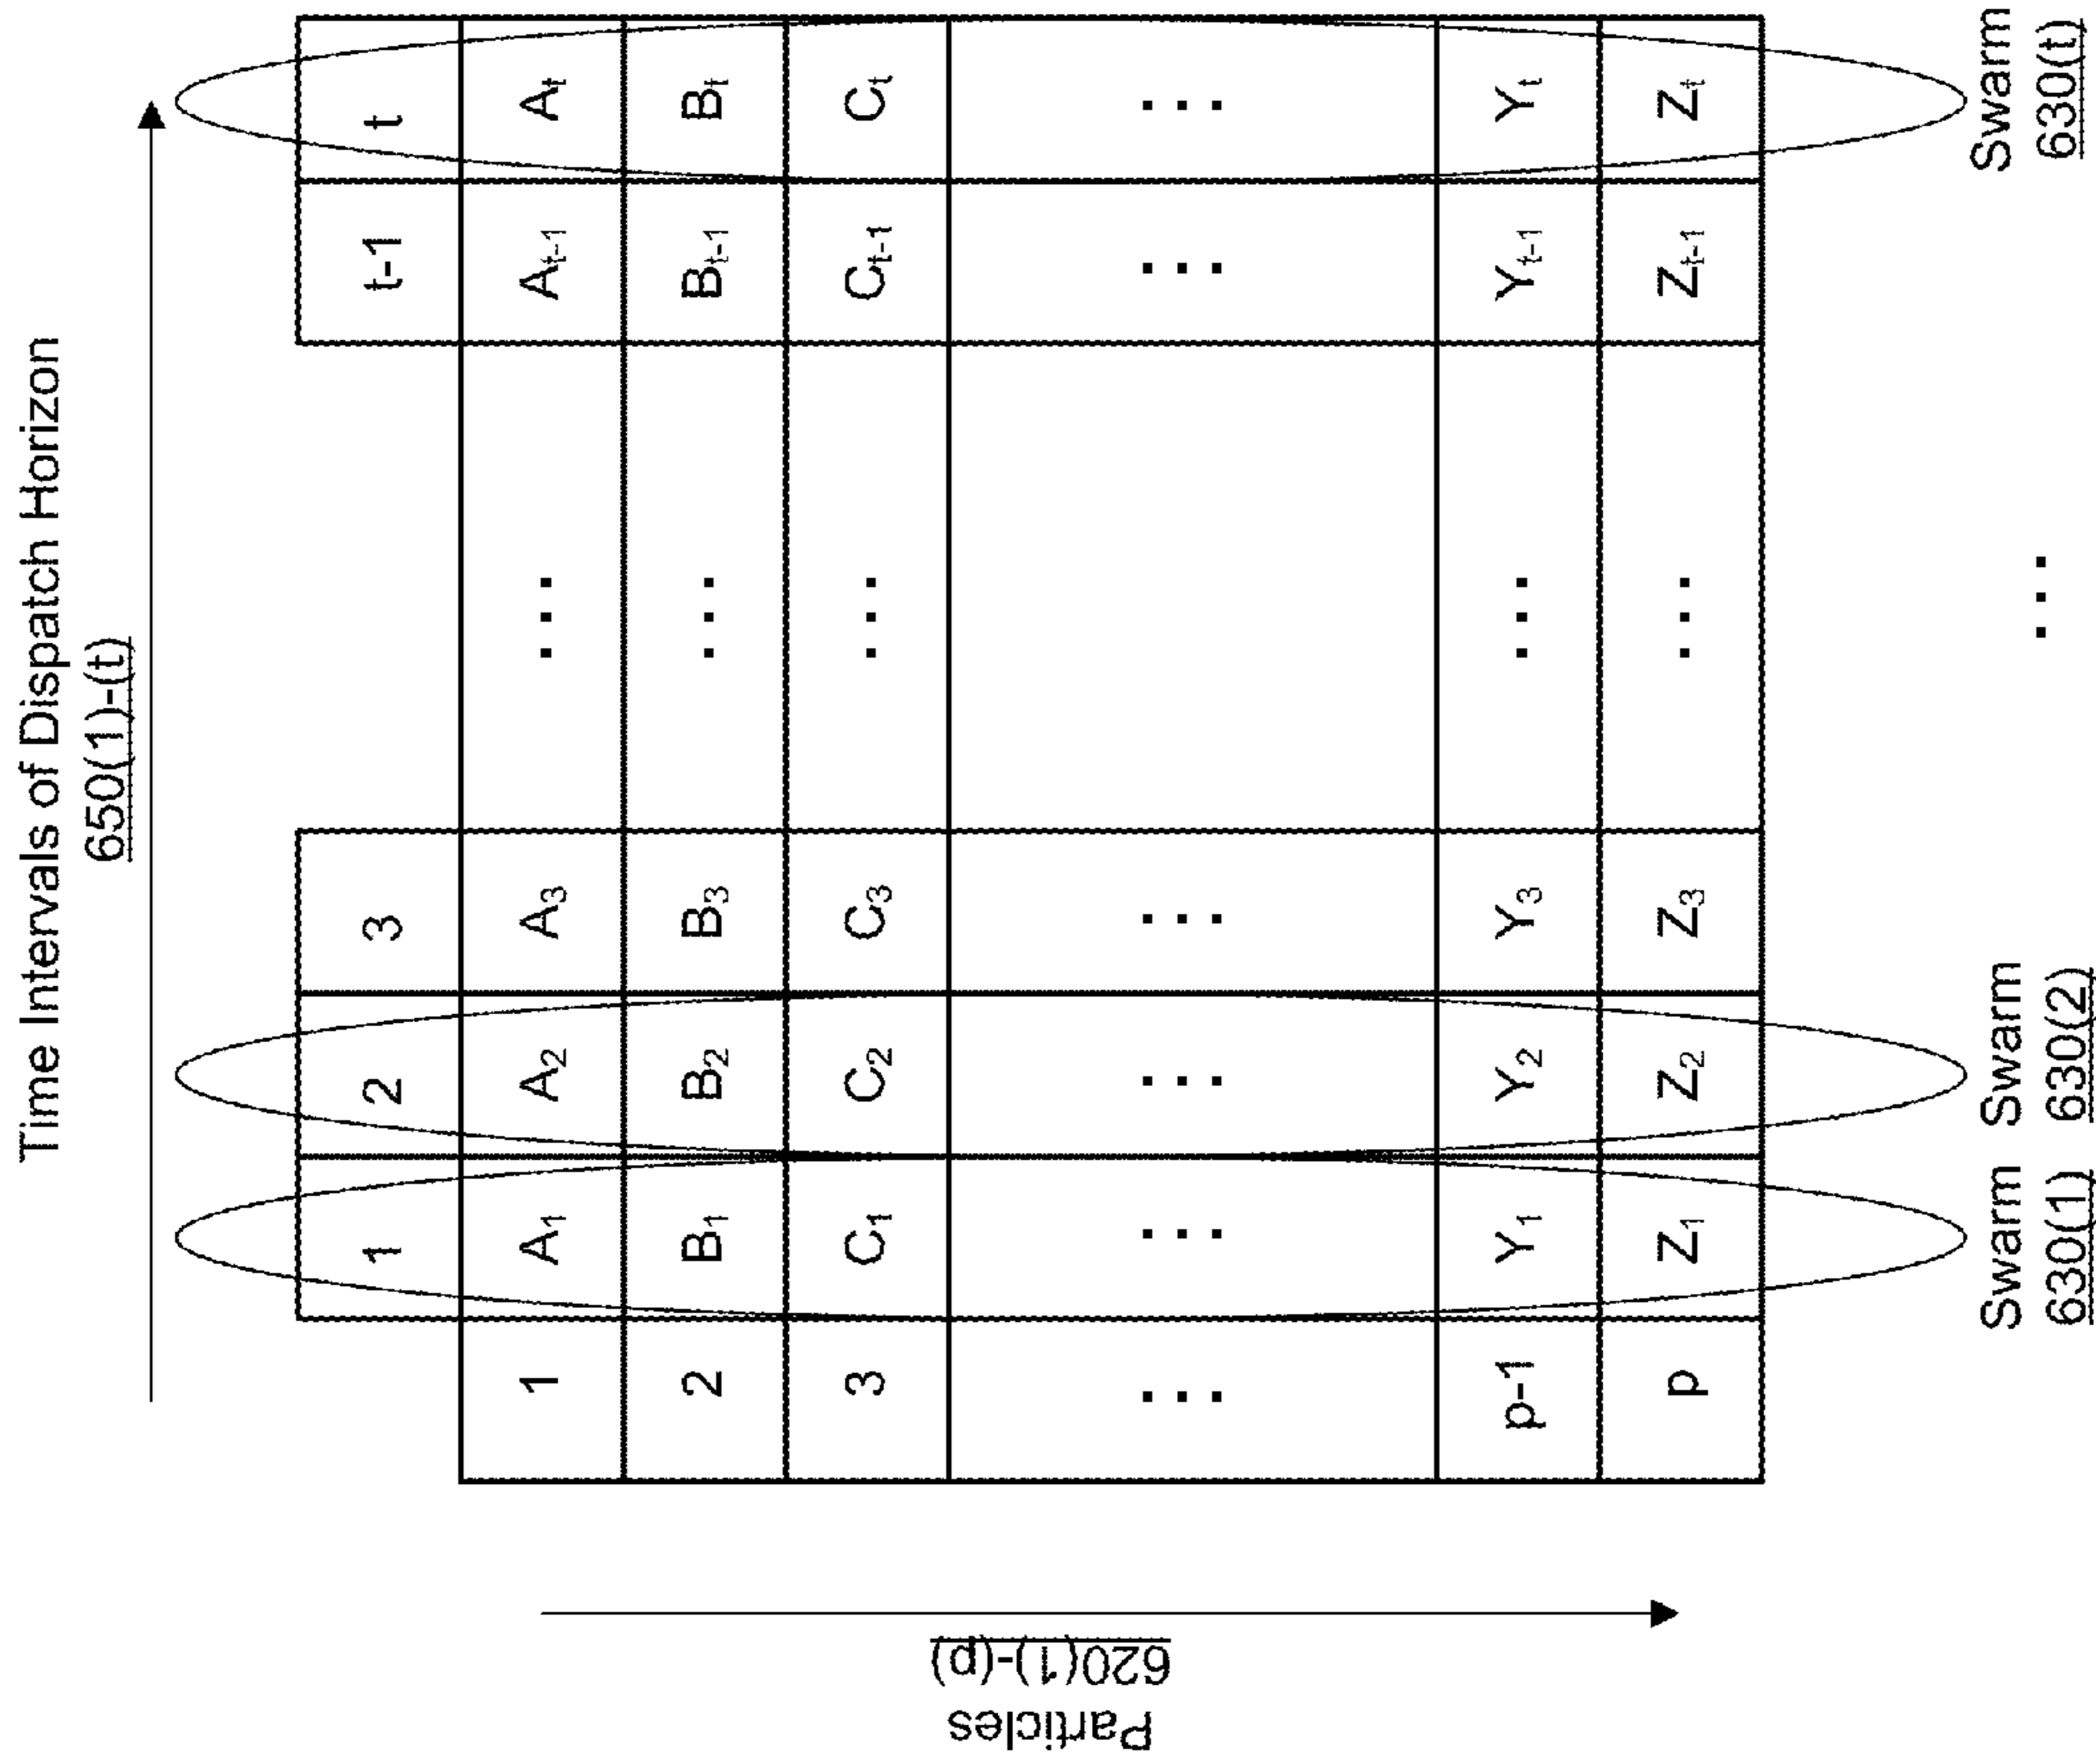 Time Intervals of Dispatch Horizon
650(1)-(t)
1 2 3 t-1 t
1 A₁ A₂ A₃ ... Aₜ₋₁ Aₜ
2 B₁ B₂ B₃ ... Bₜ₋₁ Bₜ
3 C₁ C₂ C₃ ... Cₜ₋₁ Cₜ
... ... ... ... ... ...
p-1 Y₁ Y₂ Y₃ ... Yₜ₋₁ Yₜ
p Z₁ Z₂ Z₃ ... Zₜ₋₁ Zₜ
Particles
620(1)-(p)
Swarm
630(1)
Swarm
630(2)
...
Swarm
630(t)